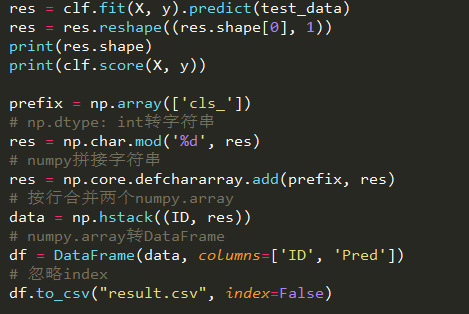 res = clf.fit(X, y).predict(test_data)
res = res.reshape((res.shape[0], 1))
print(res.shape)
print(clf.score(X, y))
prefix = np.array(['cls_'])
# np.dtype: int转字符串
res = np.char.mod('%d', res)
# numpy拼接字符串
res = np.core.defchararray.add(prefix, res)
# 按行合并两个numpy.array
data = np.hstack((ID, res))
# numpy.array转DataFrame
df = DataFrame(data, columns=['ID', 'Pred'])
# 忽略index
df.to_csv("result.csv", index=False)